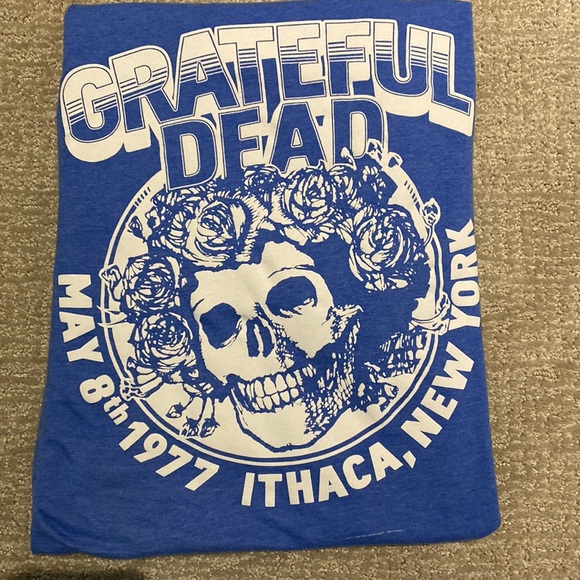 GRATEFUL
DEAD
MAY 8th 1977 ITHACA, NEW YORK